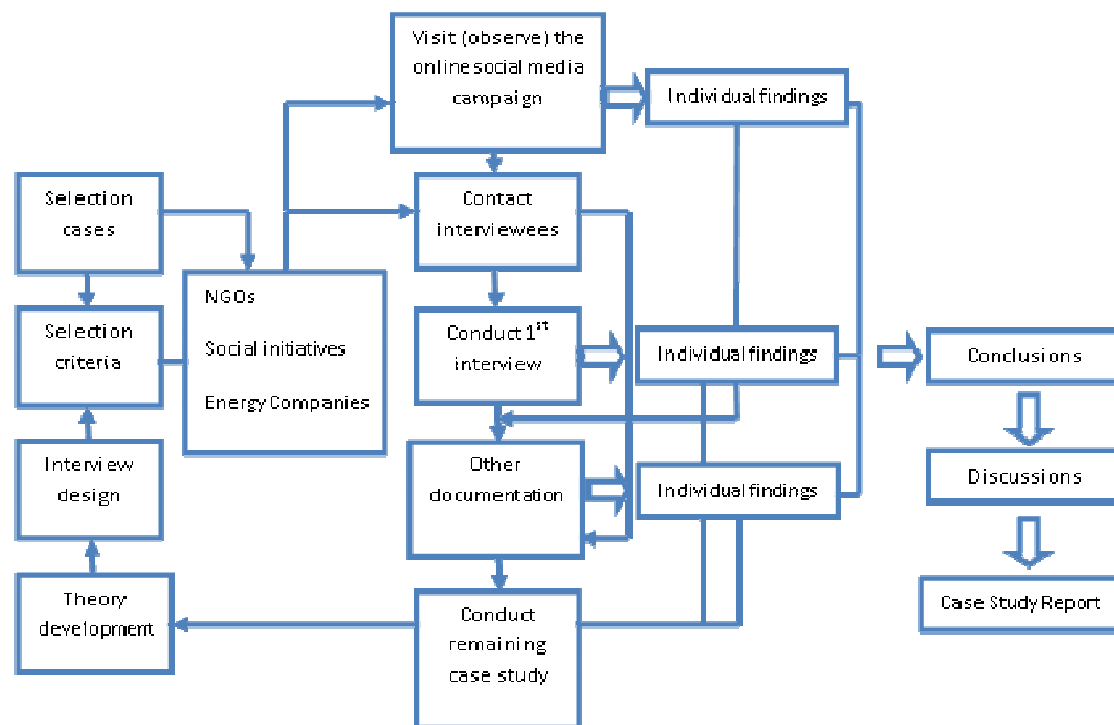 Visit (observe) the
online social media
campaign
Individual findings
Selection
cases
Contact
interviewees
NGOs
Social initiatives
Energy Companies
Selection
criteria
Conduct 1st
interview
Individual findings
Conclusions
Interview
design
Other
documentation
Individual findings
Discussions
Theory
development
Conduct
remaining
case study
Case Study Report